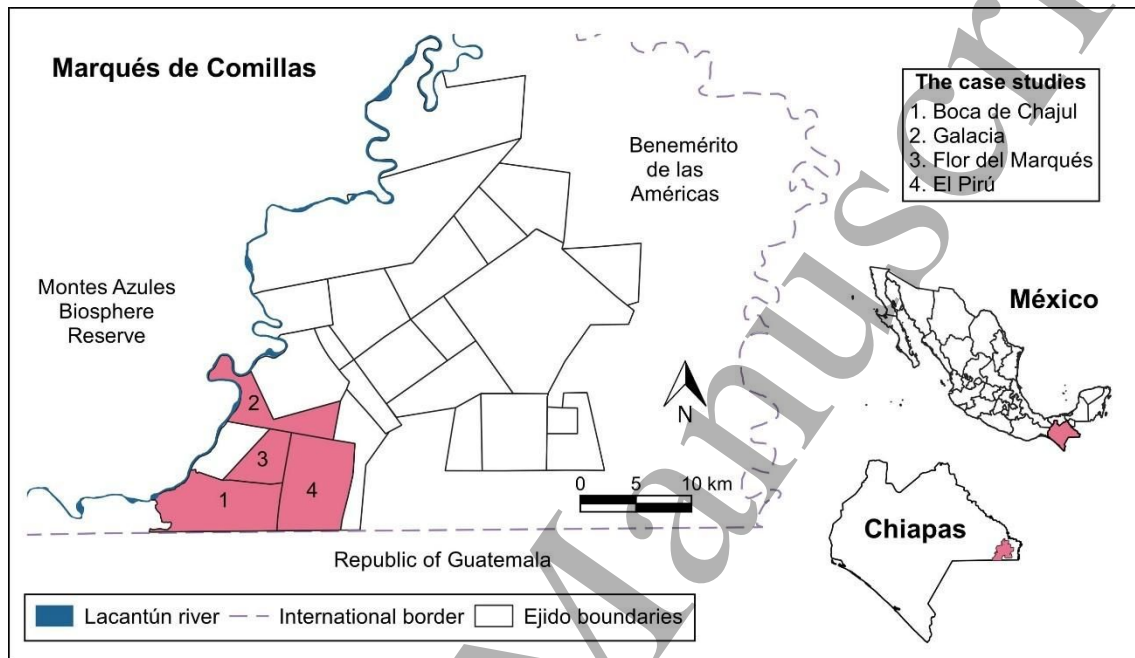 Marqués de Comillas
The case studies
1. Boca de Chajul
2. Galacia
3. Flor del Marqués
4. El Pirú
Benemérito
de las
Américas
Montes Azules
Biosphere
Reserve
México
2
3
1
4
N
0 5 10 km
Chiapas
Republic of Guatemala
Lacantún river
International border
Ejido boundaries
Manuscri